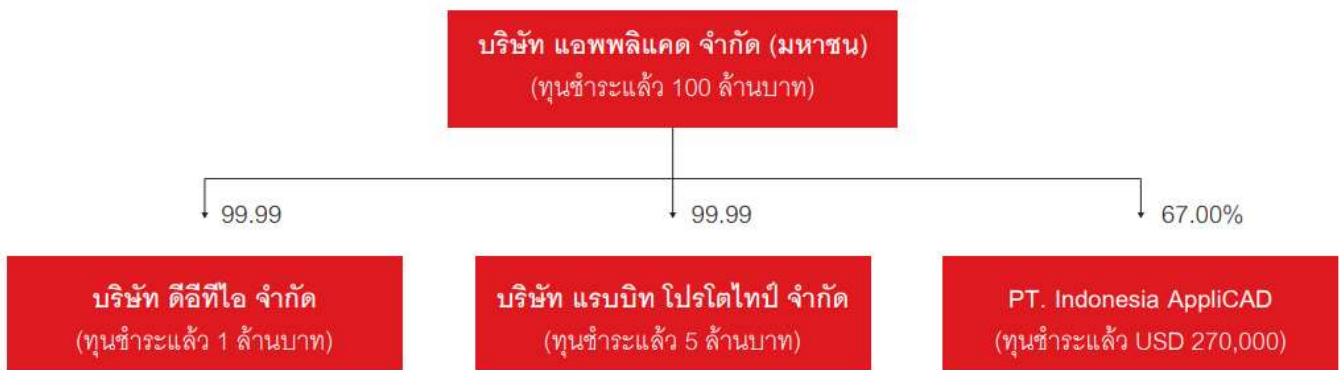 บริษัท แอพพลิแคด จำกัด (มหาชน)
(ทุนชำระแล้ว 100 ล้านบาท)
99.99
99.99
67.00%
บริษัท ดีอีทีไอ จำกัด
(ทุนชำระแล้ว 1 ล้านบาท)
บริษัท แรบบิท โปรโตไทป์ จำกัด
(ทุนชำระแล้ว 5 ล้านบาท)
PT. Indonesia AppliCAD
(ทุนชำระแล้ว USD 270,000)